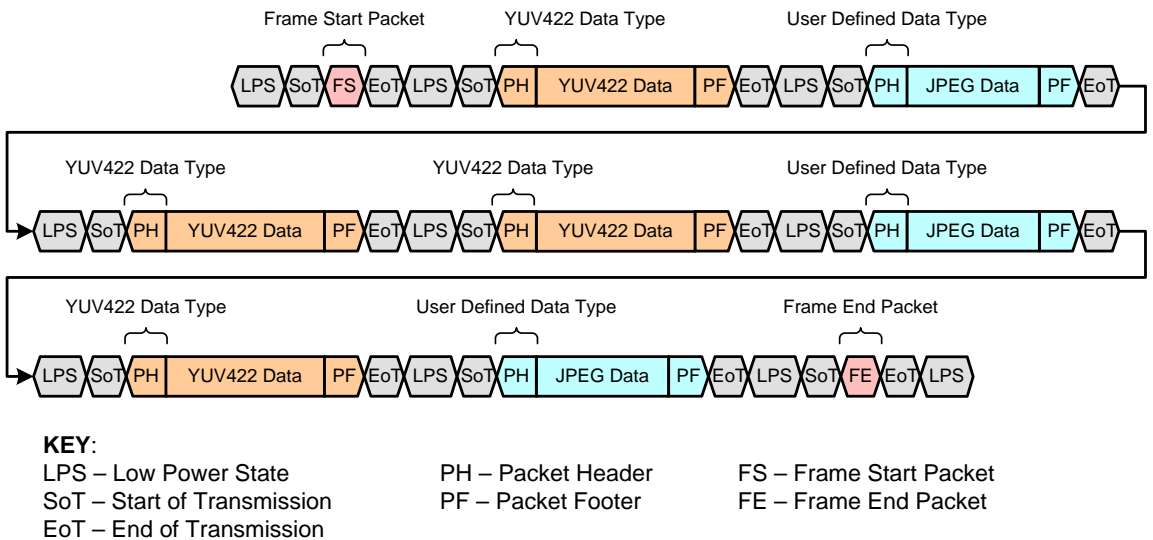 Frame Start Packet YUV422 Data Type User Defined Data Type
LPS SoT FS EoT LPS SoT PH YUV422 Data PF EoT LPS SoT PH JPEG Data PF EoT
YUV422 Data Type YUV422 Data Type User Defined Data Type
LPS SoT PH YUV422 Data PF EoT LPS SoT PH YUV422 Data PF EoT LPS SoT PH JPEG Data PF EoT
YUV422 Data Type User Defined Data Type Frame End Packet
LPS SoT PH YUV422 Data PF EoT LPS SoT PH JPEG Data PF EoT LPS SoT FE EoT LPS
KEY:
LPS – Low Power State PH – Packet Header FS – Frame Start Packet
SoT – Start of Transmission PF – Packet Footer FE – Frame End Packet
EoT – End of Transmission